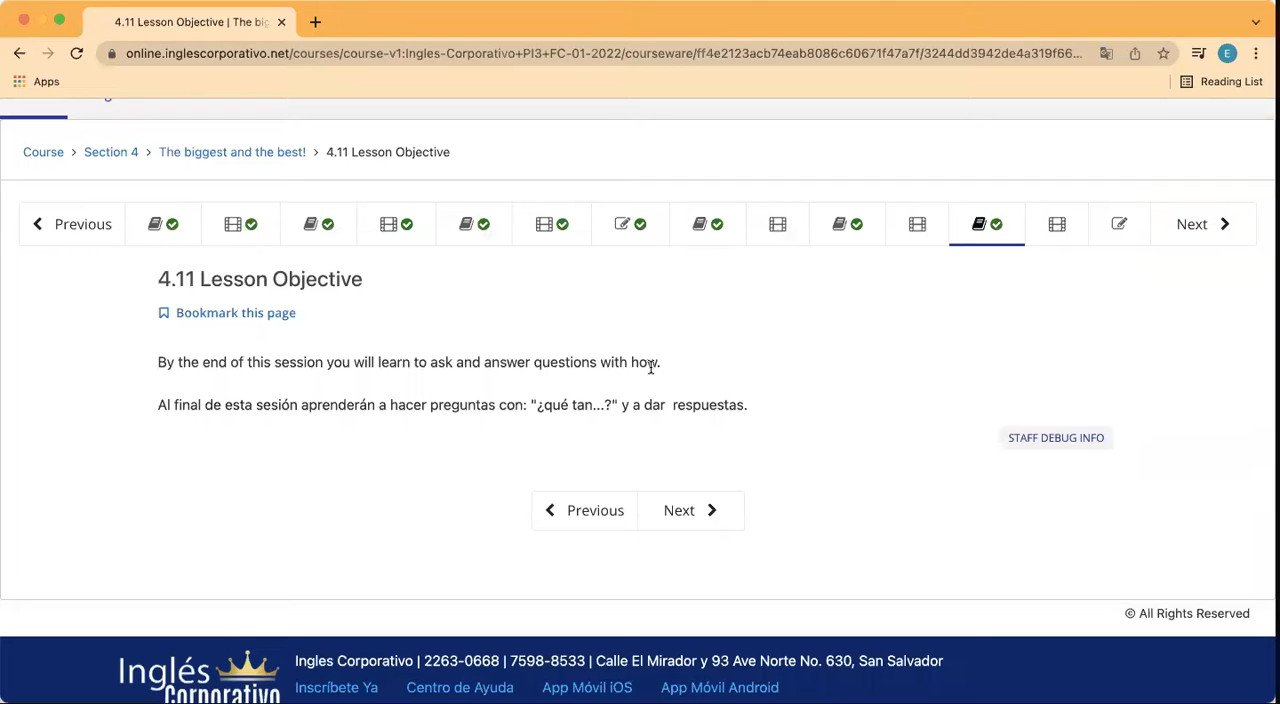 4.11 Lesson Objective | The big
online.inglescorporativo.net/courses/course-v1:Ingles-Corporativo+PI3+FC-01-2022/courseware/ff4e2123acb74eab8086c60671f47a7f/3244dd3942de4a319f66...
E
Apps
Reading List
Course > Section 4 > The biggest and the best! > 4.11 Lesson Objective
Previous
Next
4.11 Lesson Objective
Bookmark this page
By the end of this session you will learn to ask and answer questions with how.
Al final de esta sesión aprenderán a hacer preguntas con: "¿qué tan...?" y a dar respuestas.
STAFF DEBUG INFO
Previous
Next
© All Rights Reserved
Inglés
Corporativo
Ingles Corporativo | 2263-0668 | 7598-8533 | Calle El Mirador y 93 Ave Norte No. 630, San Salvador
Inscríbete Ya Centro de Ayuda App Móvil iOS App Móvil Android